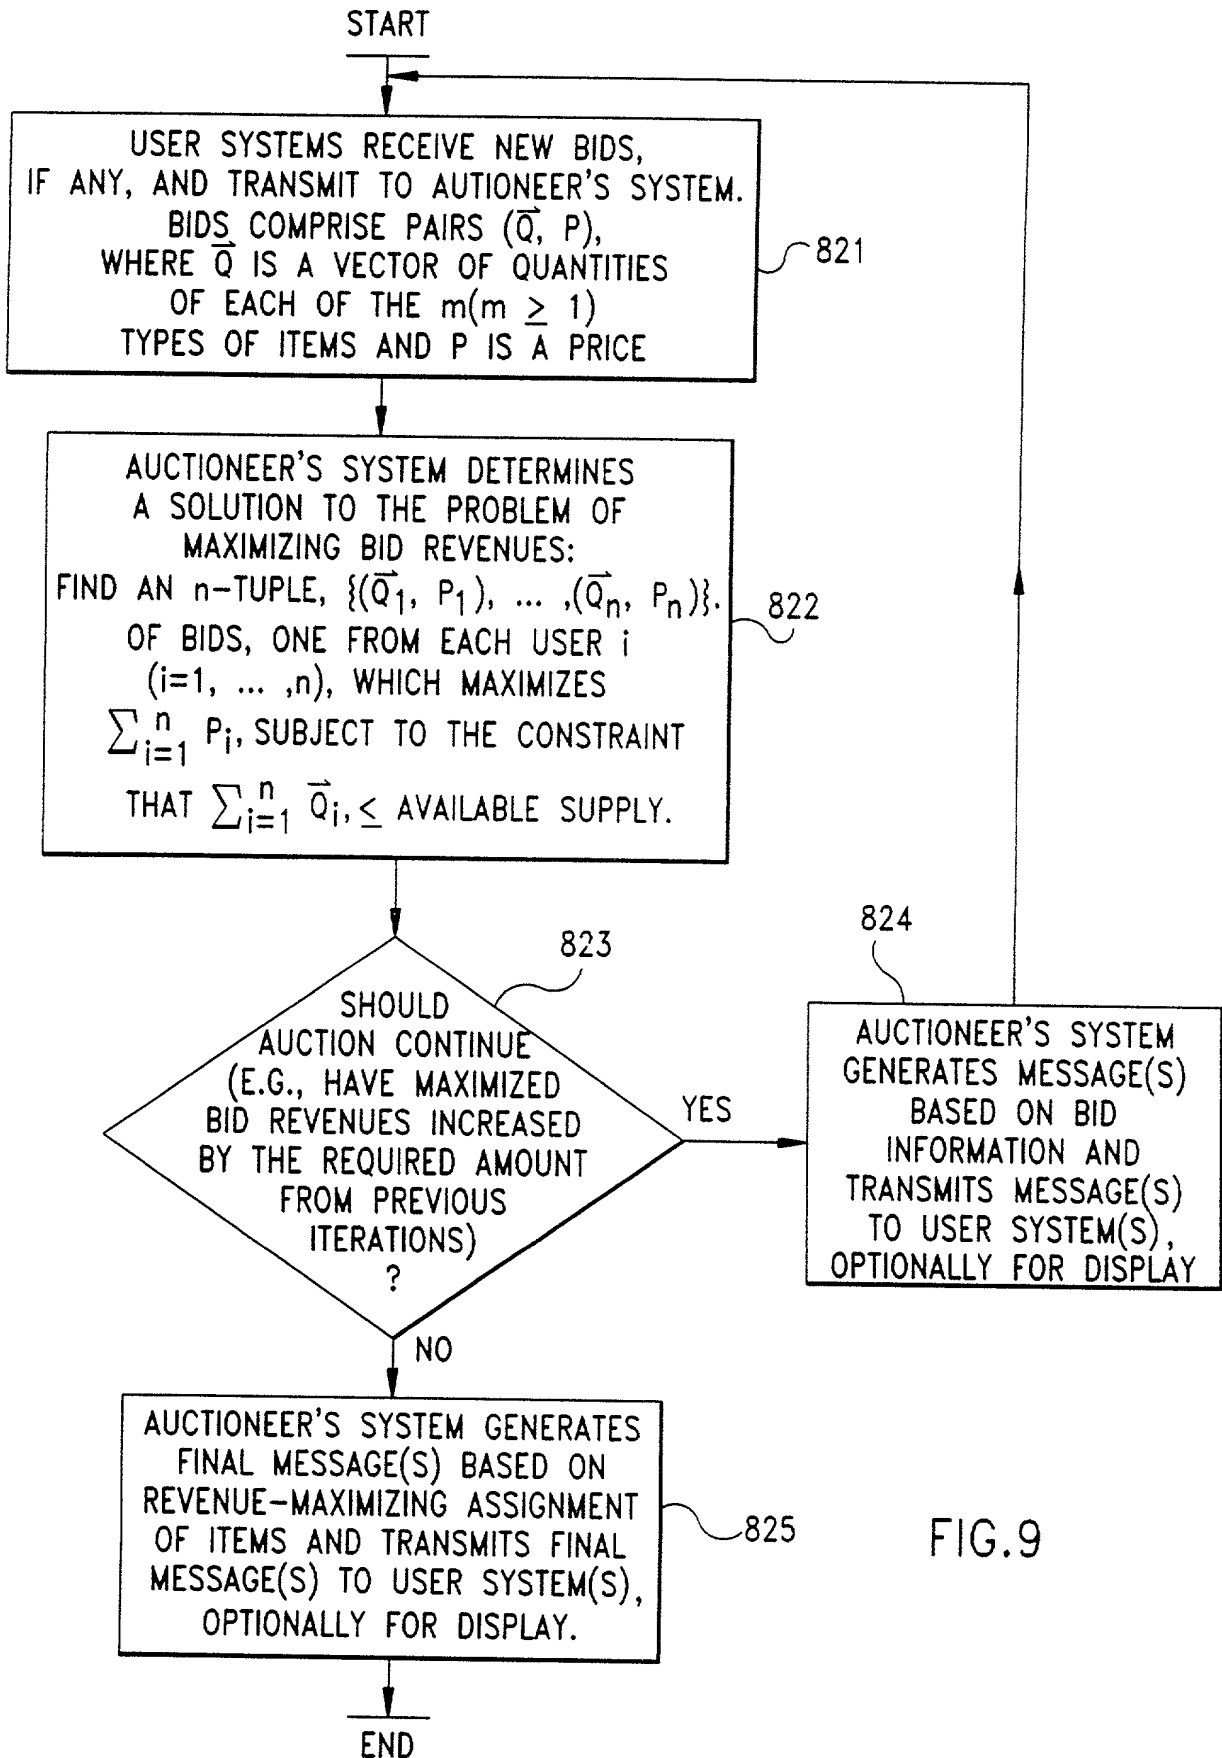 START
USER SYSTEMS RECEIVE NEW BIDS,
IF ANY, AND TRANSMIT TO AUTIONEER'S SYSTEM.
BIDS COMPRISE PAIRS (Q⃗, P),
WHERE Q⃗ IS A VECTOR OF QUANTITIES
OF EACH OF THE m(m ≥ 1)
TYPES OF ITEMS AND P IS A PRICE
821
AUCTIONEER'S SYSTEM DETERMINES
A SOLUTION TO THE PROBLEM OF
MAXIMIZING BID REVENUES:
FIND AN n-TUPLE, {(Q⃗₁, P₁), ... ,(Q⃗ₙ, Pₙ)}.
OF BIDS, ONE FROM EACH USER i
(i=1, ... ,n), WHICH MAXIMIZES
∑ⁿᵢ₌₁ Pᵢ, SUBJECT TO THE CONSTRAINT
THAT ∑ⁿᵢ₌₁ Q⃗ᵢ, ≤ AVAILABLE SUPPLY.
822
SHOULD
AUCTION CONTINUE
(E.G., HAVE MAXIMIZED
BID REVENUES INCREASED
BY THE REQUIRED AMOUNT
FROM PREVIOUS
ITERATIONS)
?
823
YES
824
AUCTIONEER'S SYSTEM
GENERATES MESSAGE(S)
BASED ON BID
INFORMATION AND
TRANSMITS MESSAGE(S)
TO USER SYSTEM(S),
OPTIONALLY FOR DISPLAY
NO
AUCTIONEER'S SYSTEM GENERATES
FINAL MESSAGE(S) BASED ON
REVENUE-MAXIMIZING ASSIGNMENT
OF ITEMS AND TRANSMITS FINAL
MESSAGE(S) TO USER SYSTEM(S),
OPTIONALLY FOR DISPLAY.
825
END
FIG.9